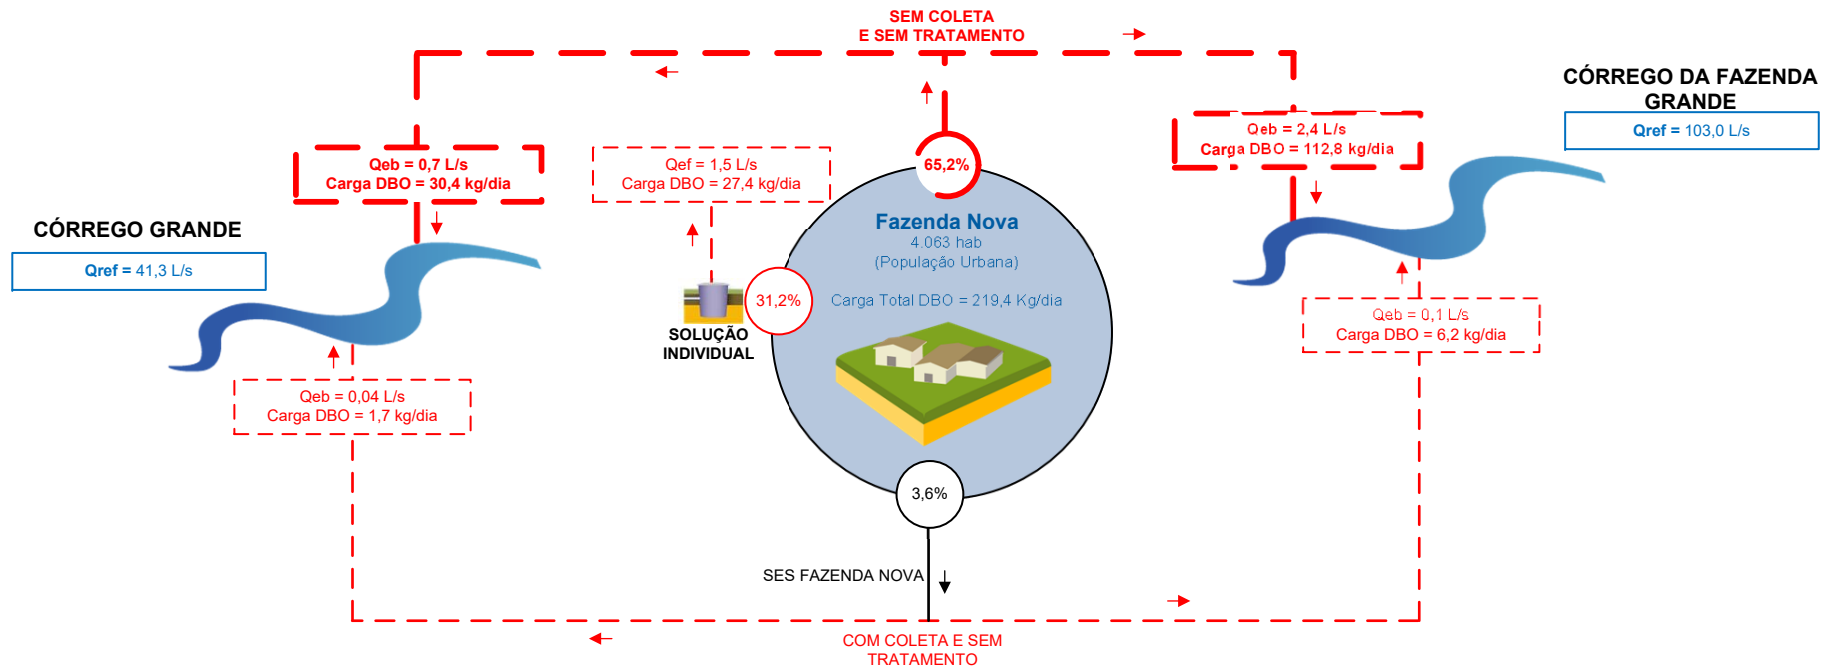 SEM COLETA
E SEM TRATAMENTO
CÓRREGO DA FAZENDA
GRANDE
Qref = 103,0 L/s
Qeb = 2,4 L/s
Carga DBO = 112,8 kg/dia
Qeb = 0,7 L/s
Carga DBO = 30,4 kg/dia
Qef = 1,5 L/s
Carga DBO = 27,4 kg/dia
65,2%
CÓRREGO GRANDE
Qref = 41,3 L/s
Fazenda Nova
4.063 hab
(População Urbana)
Carga Total DBO = 219,4 Kg/dia
31,2%
SOLUÇÃO
INDIVIDUAL
Qeb = 0,1 L/s
Carga DBO = 6,2 kg/dia
Qeb = 0,04 L/s
Carga DBO = 1,7 kg/dia
3,6%
SES FAZENDA NOVA
COM COLETA E SEM
TRATAMENTO